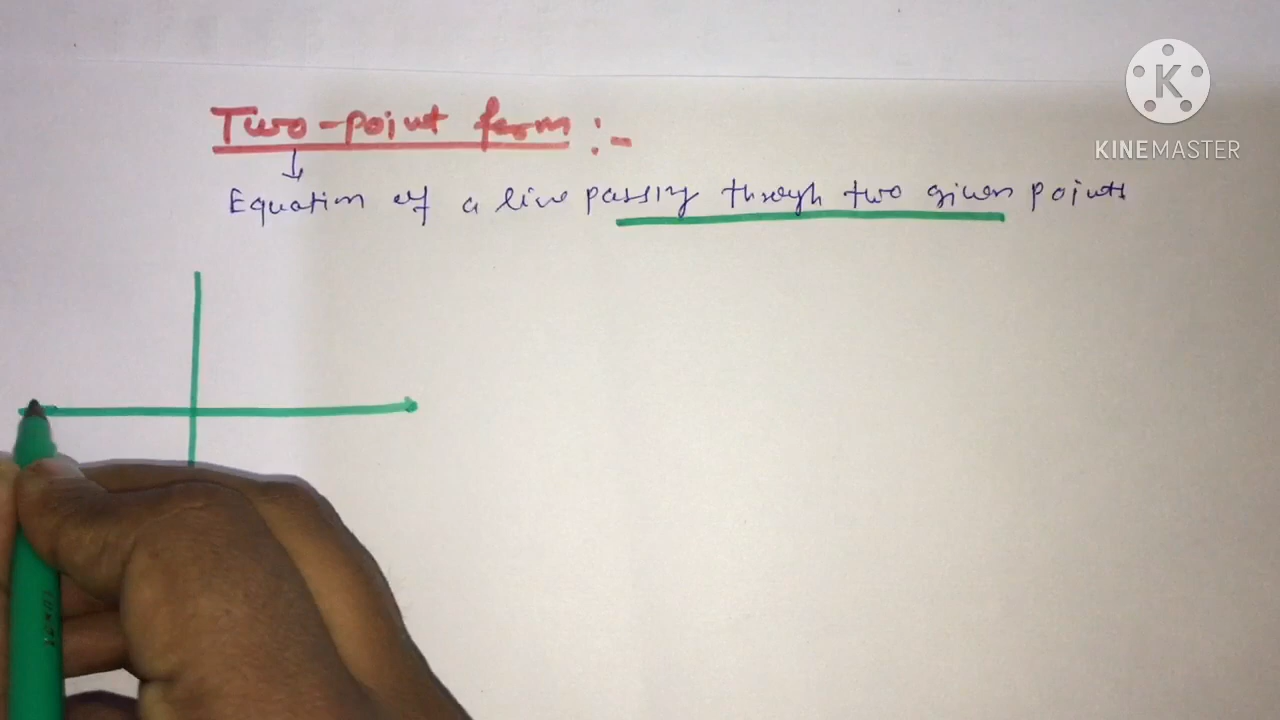 K
KINEMASTER
Two-point form :-
Equation of a line passing through two given points